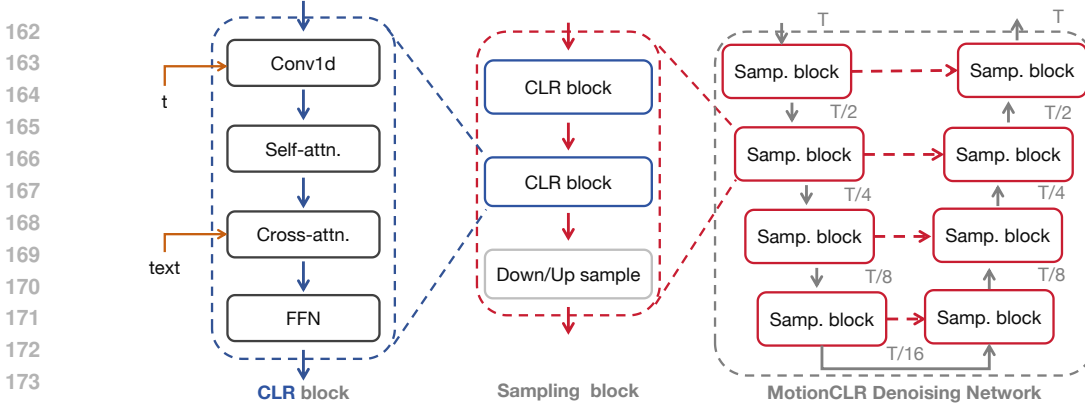 162
163
164
165
166
167
168
169
170
171
172
173
Conv1d
t
Self-attn.
Cross-attn.
text
FFN
CLR block
CLR block
CLR block
Down/Up sample
Sampling block
T
T
Samp. block
Samp. block
T/2
T/2
Samp. block
Samp. block
T/4
T/4
Samp. block
Samp. block
T/8
T/8
Samp. block
Samp. block
T/16
MotionCLR Denoising Network